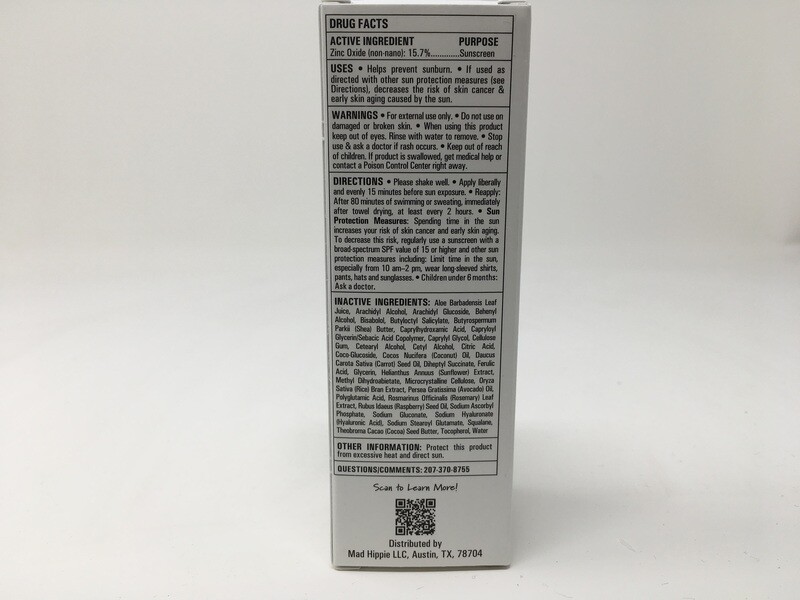 DRUG FACTS
ACTIVE INGREDIENT PURPOSE
Zinc Oxide (non-nano): 15.7%..............Sunscreen
USES • Helps prevent sunburn. • If used as
directed with other sun protection measures (see
Directions), decreases the risk of skin cancer &
early skin aging caused by the sun.
WARNINGS • For external use only. • Do not use on
damaged or broken skin. • When using this product
keep out of eyes. Rinse with water to remove. • Stop
use & ask a doctor if rash occurs. • Keep out of reach
of children. If product is swallowed, get medical help or
contact a Poison Control Center right away.
DIRECTIONS • Please shake well. • Apply liberally
and evenly 15 minutes before sun exposure. • Reapply:
After 80 minutes of swimming or sweating, immediately
after towel drying, at least every 2 hours. • Sun
Protection Measures: Spending time in the sun
increases your risk of skin cancer and early skin aging.
To decrease this risk, regularly use a sunscreen with a
broad-spectrum SPF value of 15 or higher and other sun
protection measures including: Limit time in the sun,
especially from 10 am–2 pm, wear long-sleeved shirts,
pants, hats and sunglasses. • Children under 6 months:
Ask a doctor.
INACTIVE INGREDIENTS: Aloe Barbadensis Leaf
Juice, Arachidyl Alcohol, Arachidyl Glucoside, Behenyl
Alcohol, Bisabolol, Butyloctyl Salicylate, Butyrospermum
Parkii (Shea) Butter, Caprylhydroxamic Acid, Capryloyl
Glycerin/Sebacic Acid Copolymer, Caprylyl Glycol, Cellulose
Gum, Cetearyl Alcohol, Cetyl Alcohol, Citric Acid,
Coco-Glucoside, Cocos Nucifera (Coconut) Oil, Daucus
Carota Sativa (Carrot) Seed Oil, Diheptyl Succinate, Ferulic
Acid, Glycerin, Helianthus Annuus (Sunflower) Extract,
Methyl Dihydroabietate, Microcrystalline Cellulose, Oryza
Sativa (Rice) Bran Extract, Persea Gratissima (Avocado) Oil,
Polyglutamic Acid, Rosmarinus Officinalis (Rosemary) Leaf
Extract, Rubus Idaeus (Raspberry) Seed Oil, Sodium Ascorbyl
Phosphate, Sodium Gluconate, Sodium Hyaluronate
(Hyaluronic Acid), Sodium Stearoyl Glutamate, Squalane,
Theobroma Cacao (Cocoa) Seed Butter, Tocopherol, Water
OTHER INFORMATION: Protect this product
from excessive heat and direct sun.
QUESTIONS/COMMENTS: 207-370-8755
Scan to Learn More!
Distributed by
Mad Hippie LLC, Austin, TX, 78704